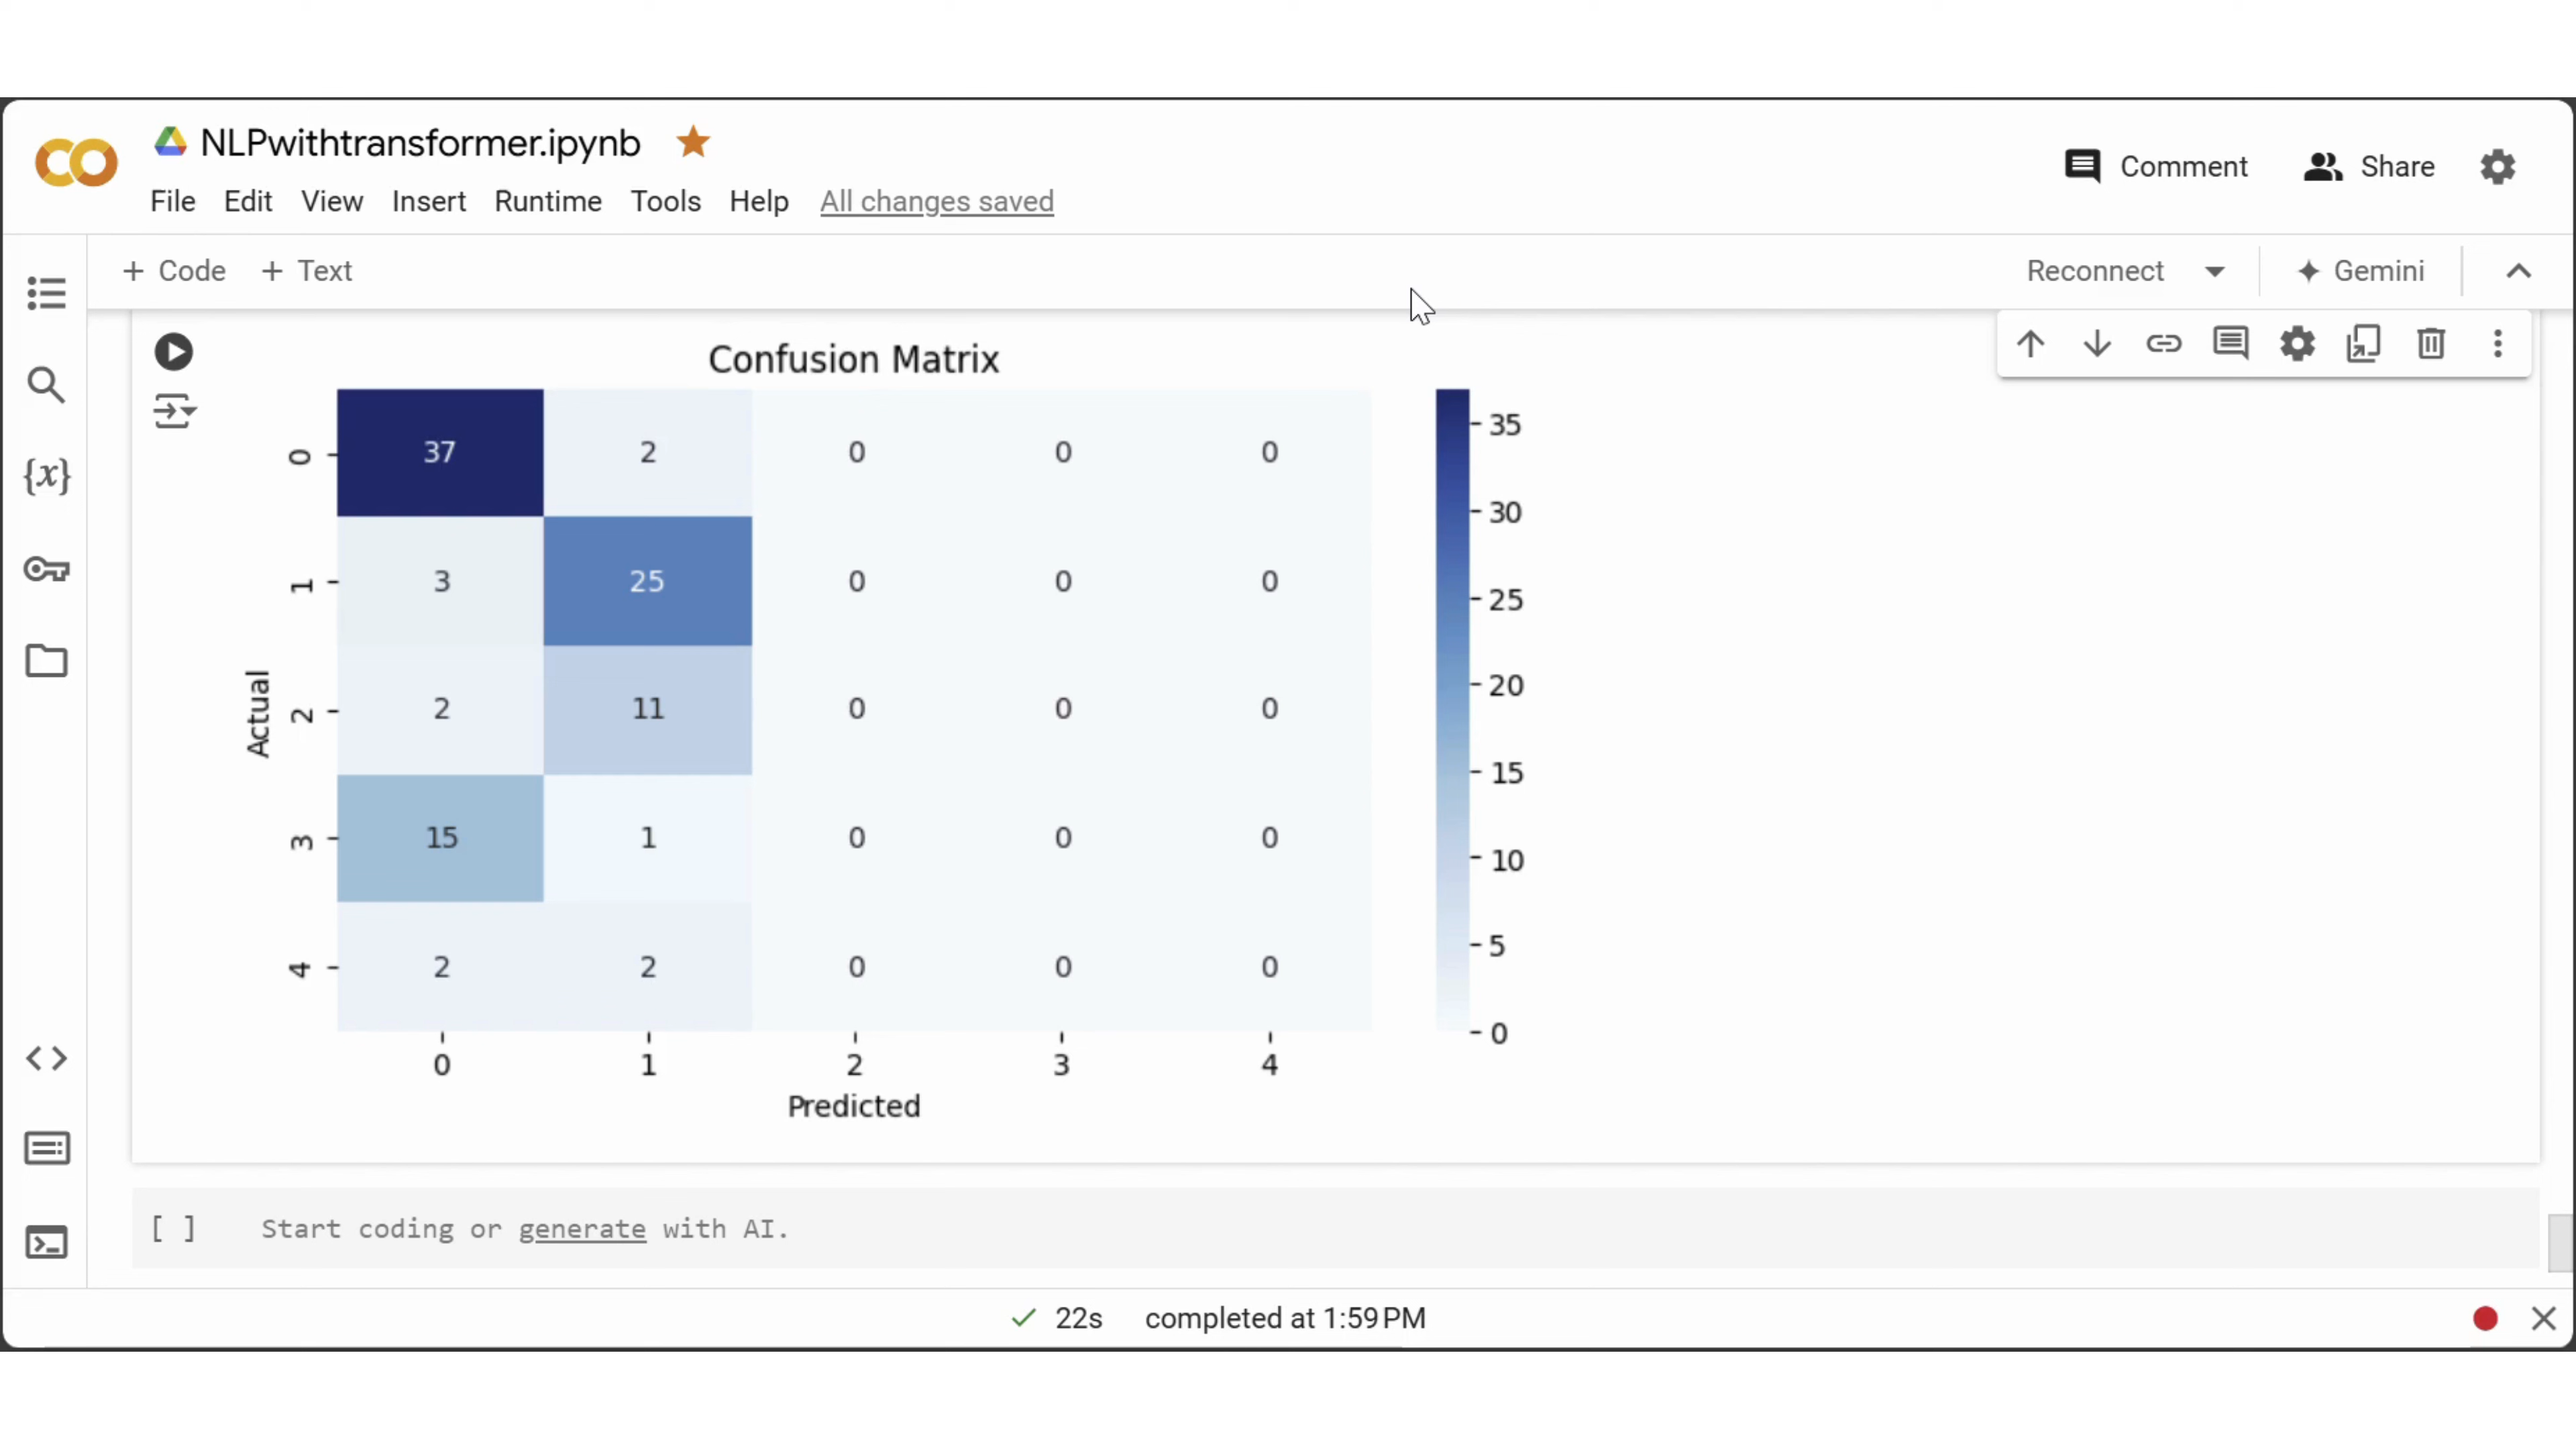 NLPwithtransformer.ipynb
File Edit View Insert Runtime Tools Help All changes saved
Comment Share
+ Code + Text
Reconnect Gemini
Confusion Matrix
0 37 2 0 0 0
1 3 25 0 0 0
2 2 11 0 0 0
3 15 1 0 0 0
4 2 2 0 0 0
Actual
0 1 2 3 4
Predicted
35
30
25
20
15
10
5
0
{x}
[ ] Start coding or generate with AI.
22s completed at 1:59 PM